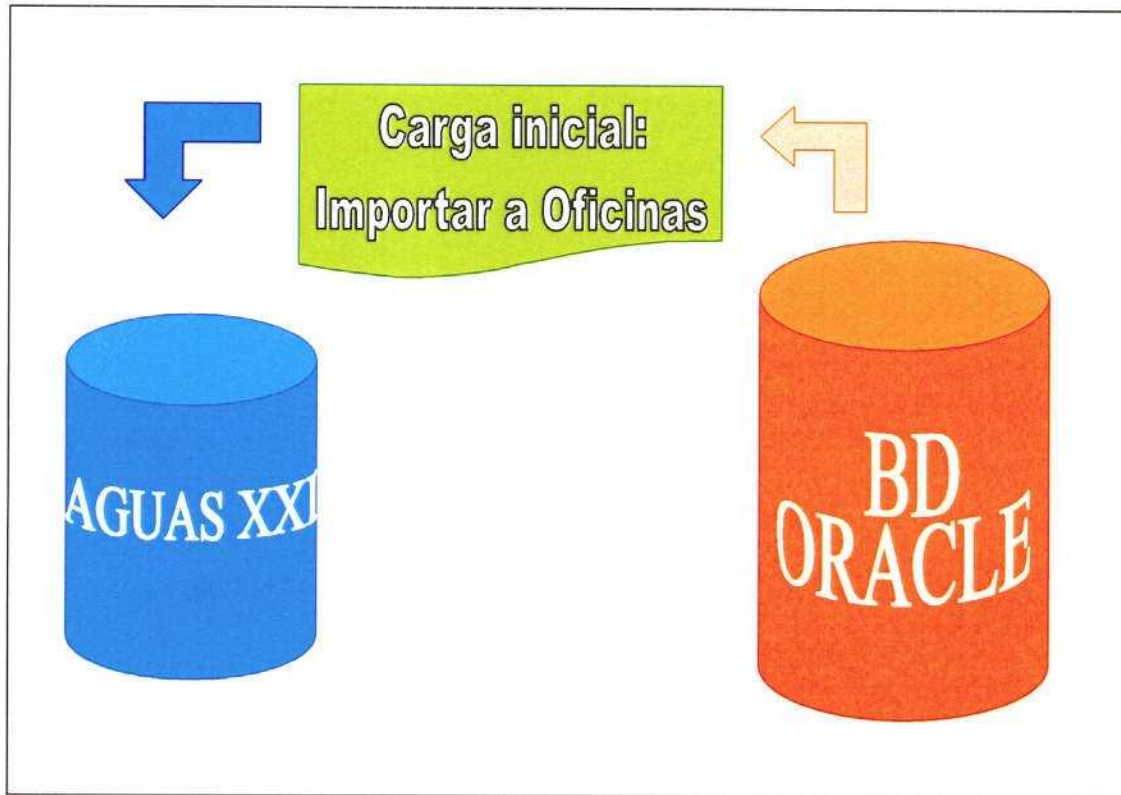 Carga inicial:
Importar a Oficinas
AGUAS XXI
BD
ORACLE